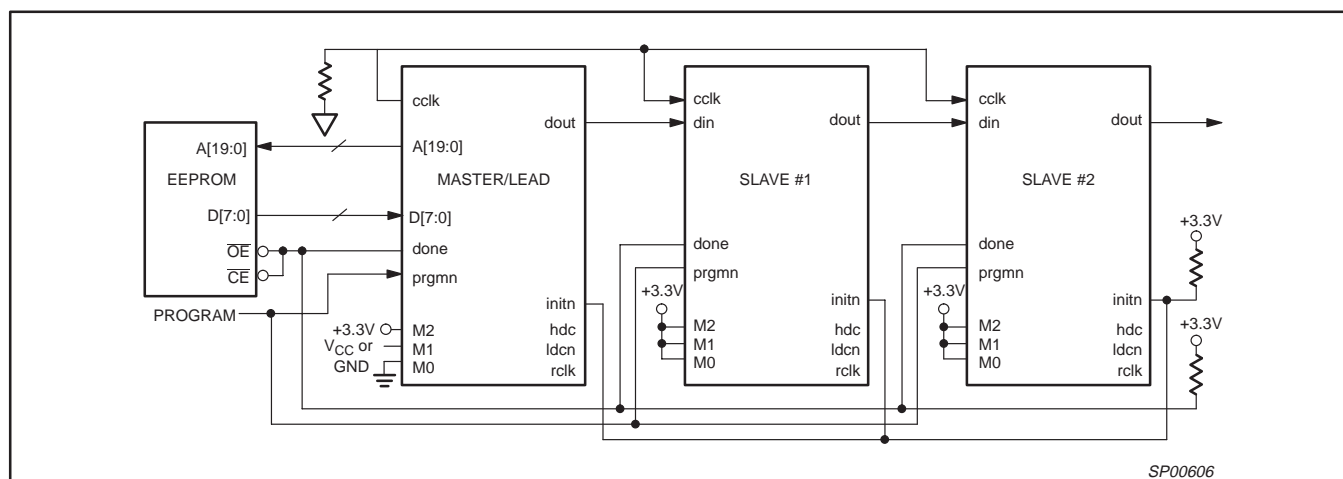 cclk
dout
A[19:0]
A[19:0]
EEPROM
MASTER/LEAD
D[7:0]
D[7:0]
OE
done
CE
prgmn
PROGRAM
initn
+3.3V
M2
hdc
VCC or
M1
ldcn
GND
M0
rclk
cclk
din
dout
SLAVE #1
done
prgmn
+3.3V
initn
M2
hdc
M1
ldcn
M0
rclk
cclk
din
dout
SLAVE #2
done
prgmn
+3.3V
initn
M2
hdc
M1
ldcn
M0
rclk
+3.3V
+3.3V
SP00606